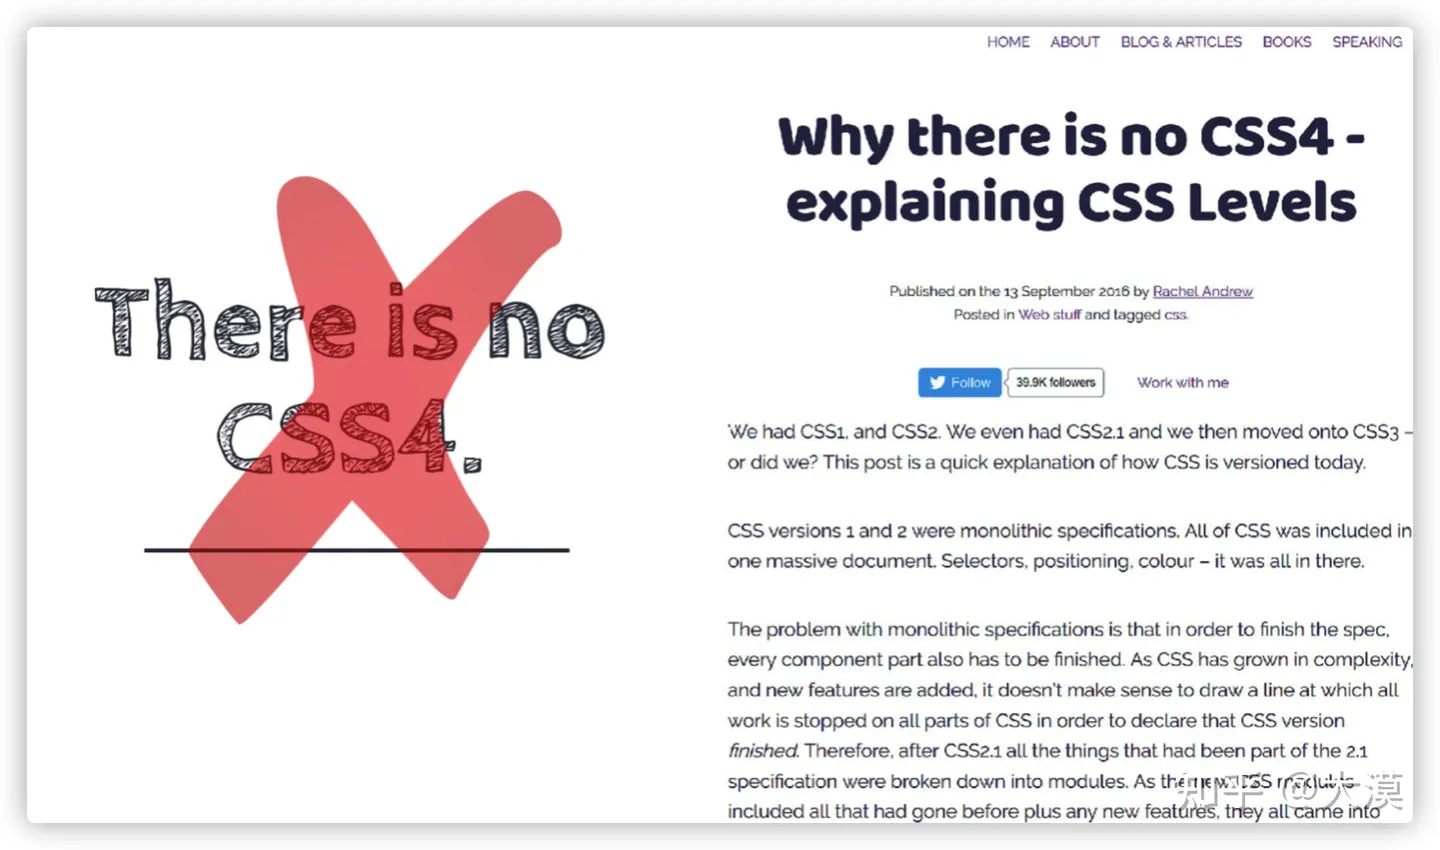 There is no
CSS4.
HOME ABOUT BLOG & ARTICLES BOOKS SPEAKING
Why there is no CSS4 -
explaining CSS Levels
Published on the 13 September 2016 by Rachel Andrew
Posted in Web stuff and tagged css.
Follow 39.9K followers Work with me
We had CSS1, and CSS2. We even had CSS2.1 and we then moved onto CSS3 –
or did we? This post is a quick explanation of how CSS is versioned today.
CSS versions 1 and 2 were monolithic specifications. All of CSS was included in
one massive document. Selectors, positioning, colour – it was all in there.
The problem with monolithic specifications is that in order to finish the spec,
every component part also has to be finished. As CSS has grown in complexity,
and new features are added, it doesn't make sense to draw a line at which all
work is stopped on all parts of CSS in order to declare that CSS version
finished. Therefore, after CSS2.1 all the things that had been part of the 2.1
specification were broken down into modules. As the new CSS modules
included all that had gone before plus any new features, they all came into
知乎 @大漠